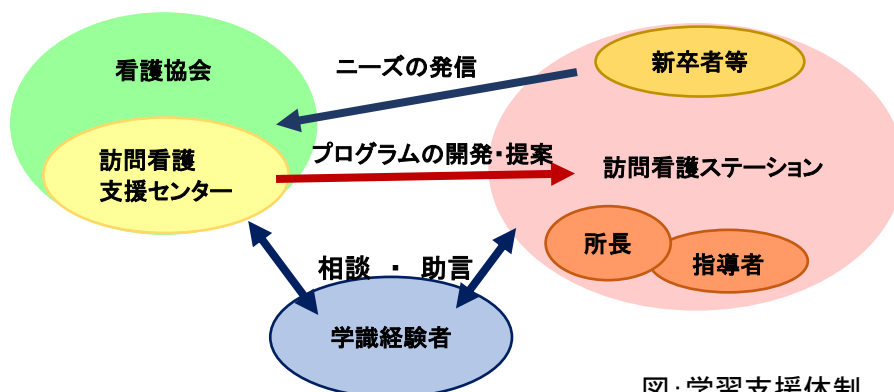 看護協会
ニーズの発信
新卒者等
訪問看護
支援センター
プログラムの開発・提案
訪問看護ステーション
所長
指導者
相談 ・ 助言
学識経験者
図:学習支援体制